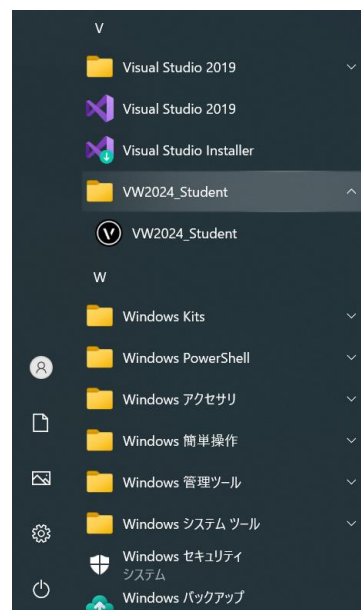 V
Visual Studio 2019
Visual Studio 2019
Visual Studio Installer
VW2024_Student
VW2024_Student
W
Windows Kits
Windows PowerShell
Windows アクセサリ
Windows 簡単操作
Windows 管理ツール
Windows システム ツール
Windows セキュリティ
システム
Windows バックアップ